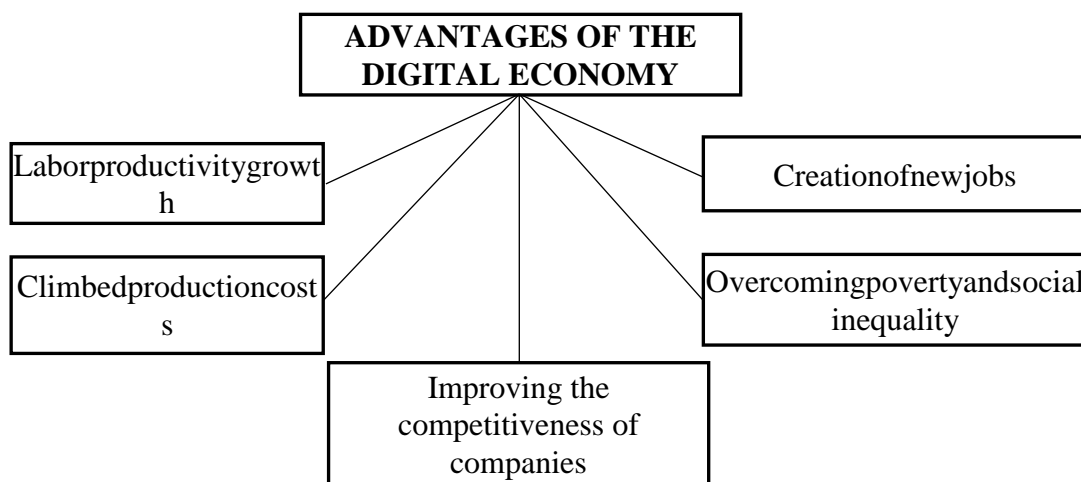 ADVANTAGES OF THE
DIGITAL ECONOMY
Laborproductivitygrowt
h
Creationofnewjobs
Climbedproductioncost
s
Overcomingpovertyandsocial
inequality
Improving the
competitiveness of
companies